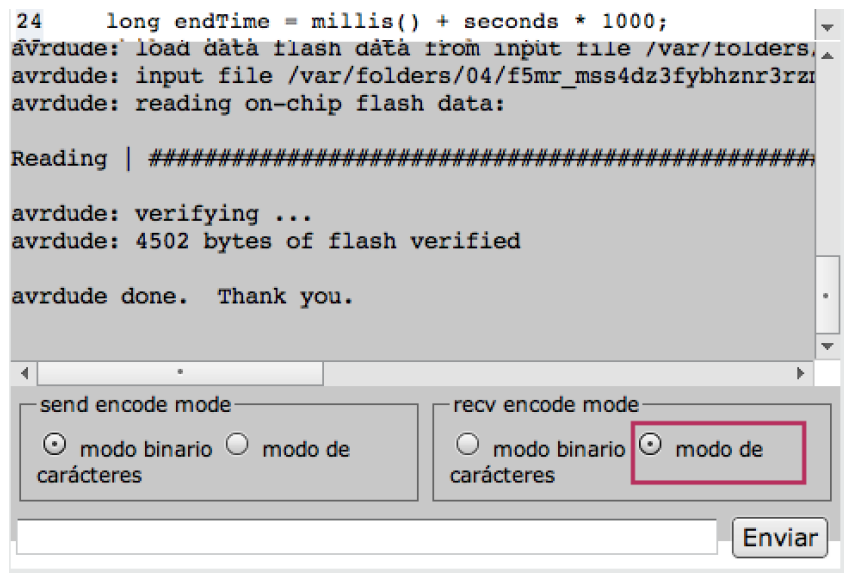 24 long endTime = millis() + seconds * 1000;
avrdude: load data flash data from input file /var/folders,
avrdude: input file /var/folders/04/f5mr_mss4dz3fybhznr3rzm
avrdude: reading on-chip flash data:
Reading | ################################################
avrdude: verifying ...
avrdude: 4502 bytes of flash verified
avrdude done. Thank you.
send encode mode
modo binario modo de
carácteres
recv encode mode
modo binario modo de
carácteres
Enviar